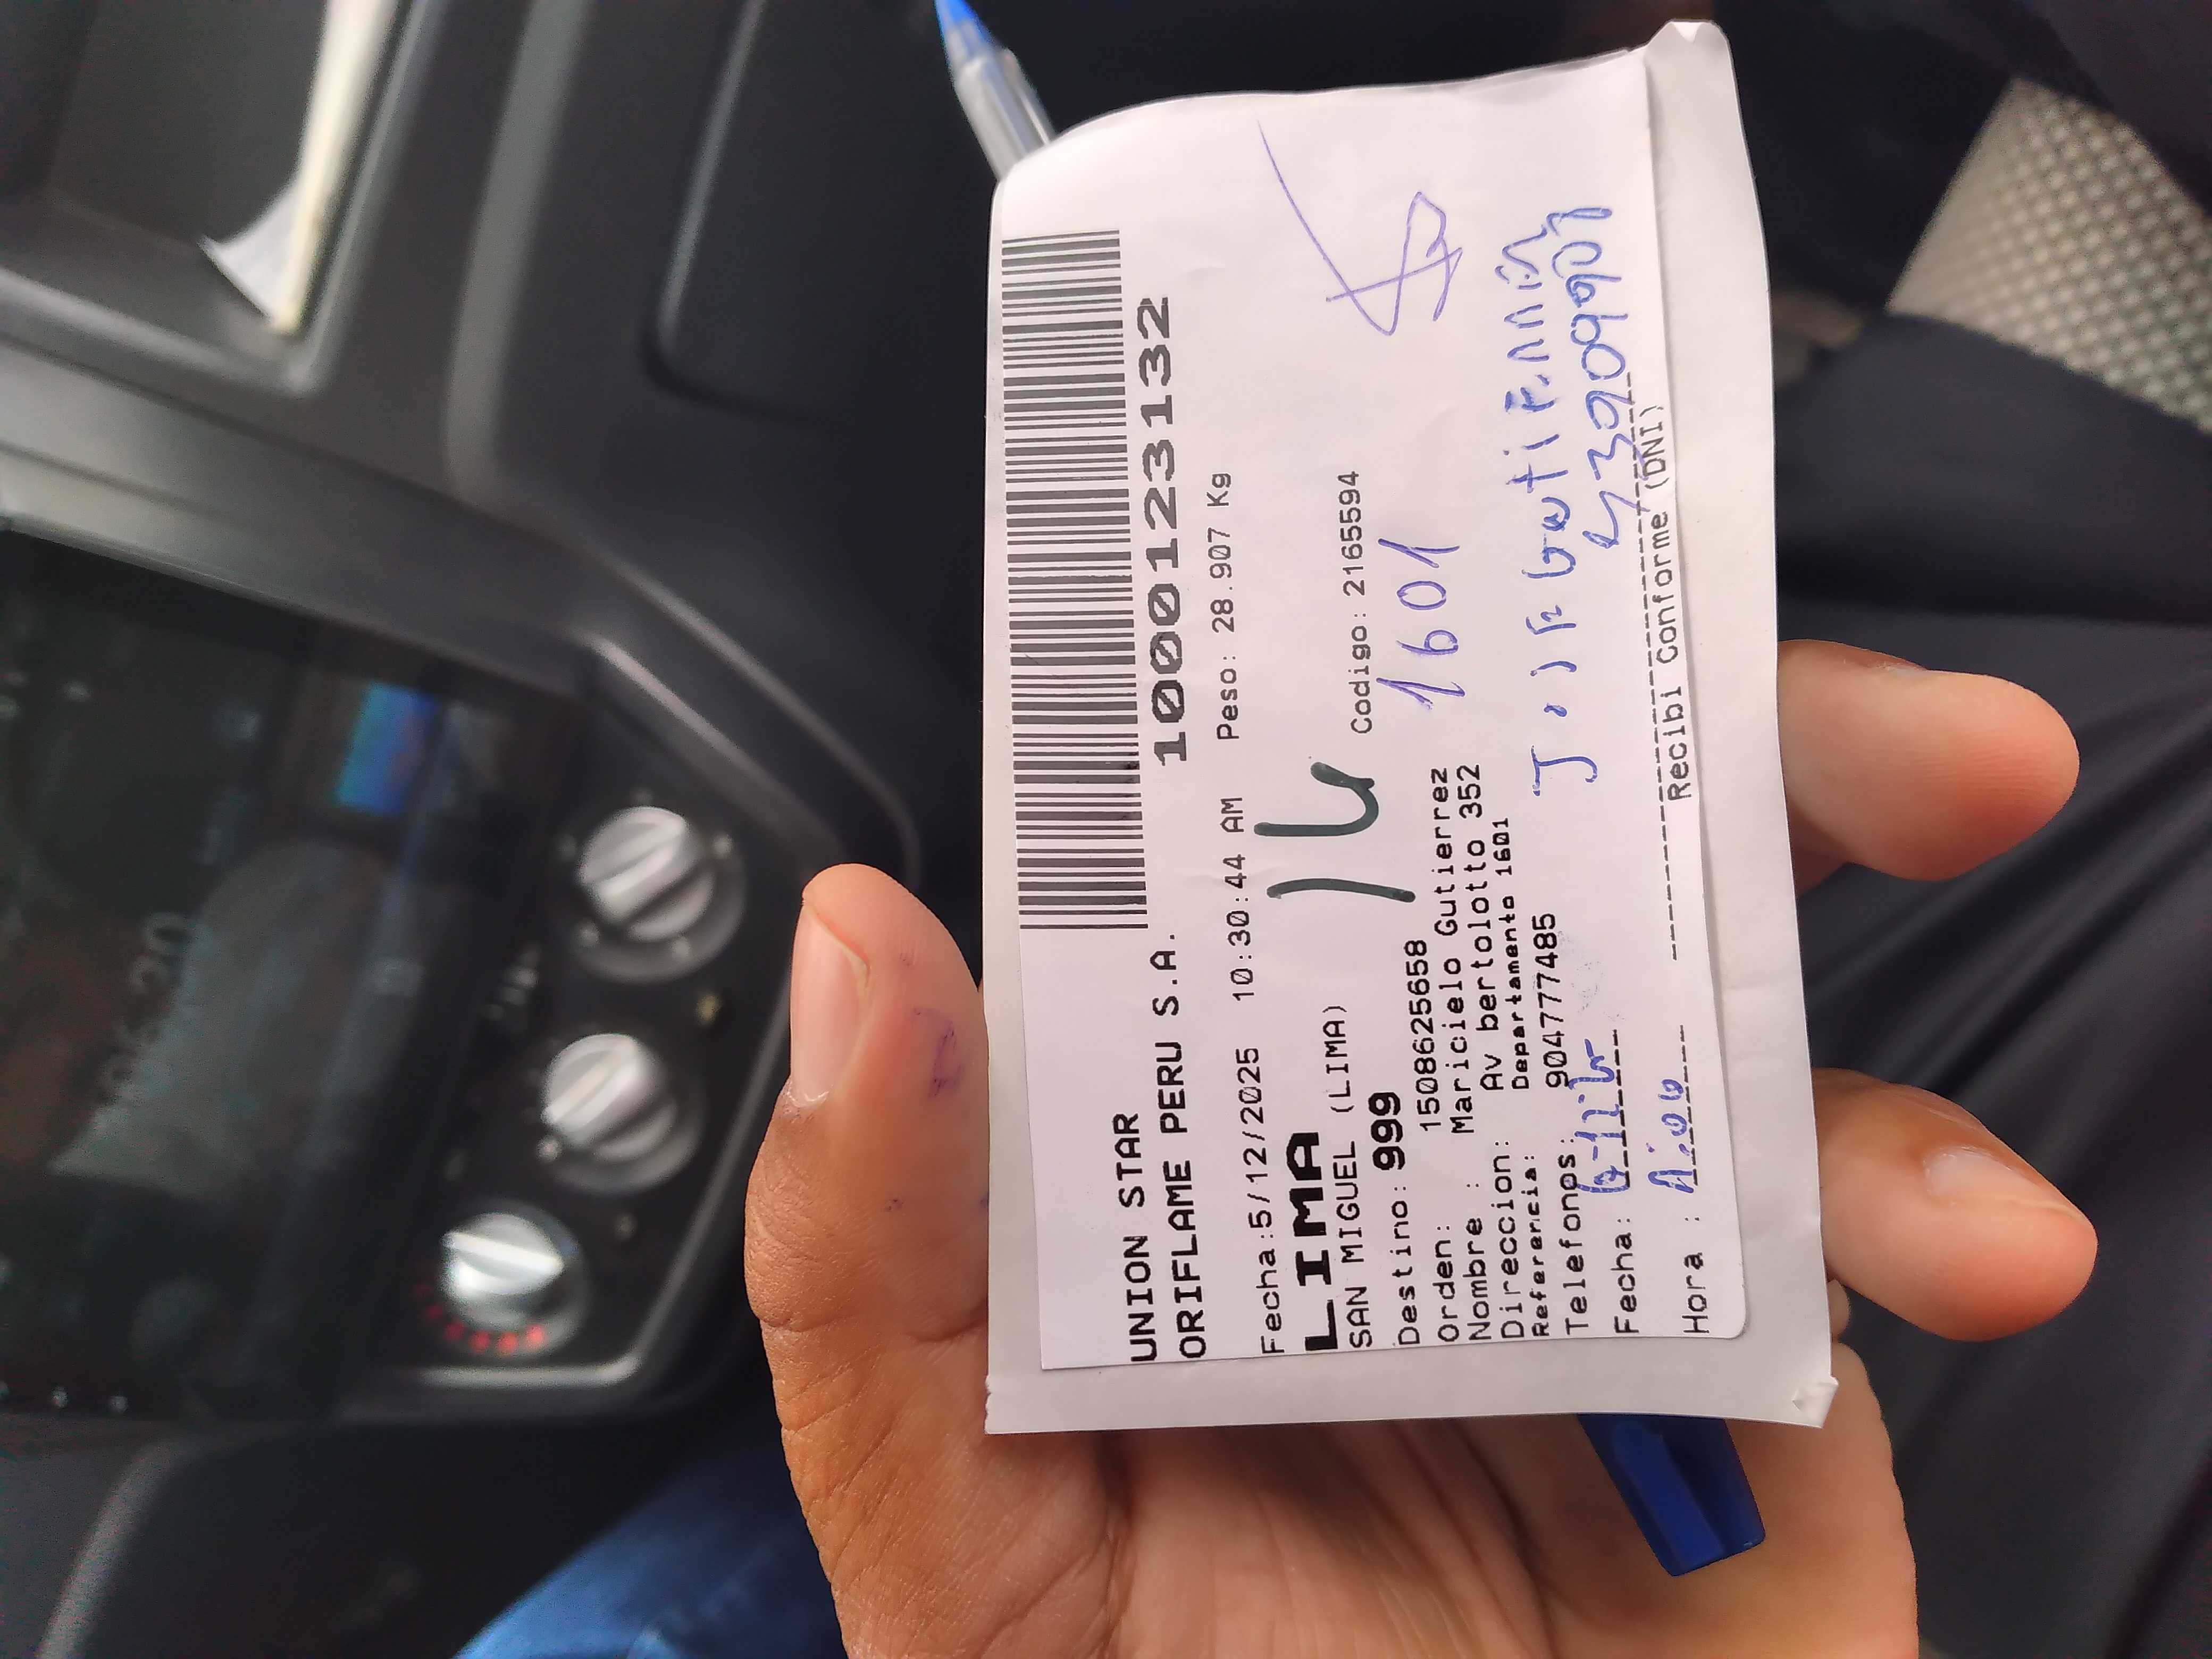 UNION STAR
ORIFLAME PERU S.A.
1000123132
Fecha:5/12/2025 10:30:44 AM Peso: 28.907 Kg
LIMA
SAN MIGUEL (LIMA)
Destino: 999
Codigo: 2165594
Orden: 1508625658
1601
Nombre : Maricielo Gutierrez
Direccion: Av bertolotto 352
Referencia: Departamento 1601
Telefonos: 904777485
Fecha:
Hora :
Recibi Conforme (DNI)